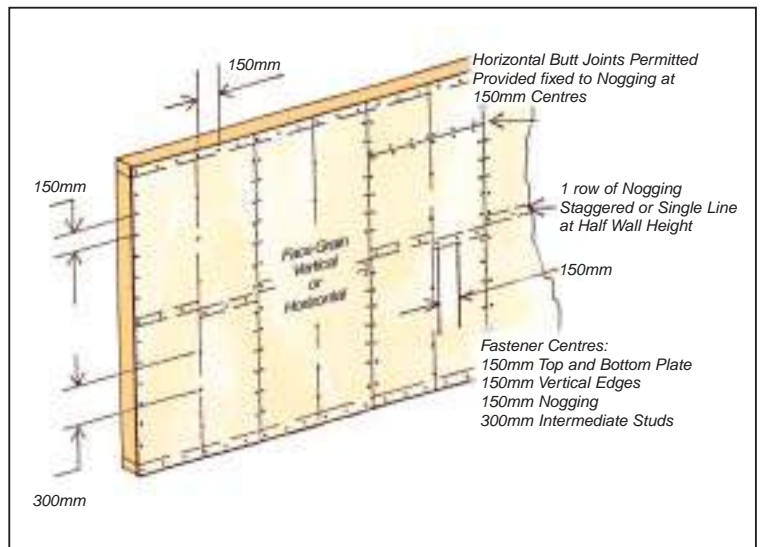 150mm
Horizontal Butt Joints Permitted
Provided fixed to Nogging at
150mm Centres
150mm
1 row of Nogging
Staggered or Single Line
at Half Wall Height
Face-Grain
Vertical
or
Horizontal
150mm
Fastener Centres:
150mm Top and Bottom Plate
150mm Vertical Edges
150mm Nogging
300mm Intermediate Studs
300mm